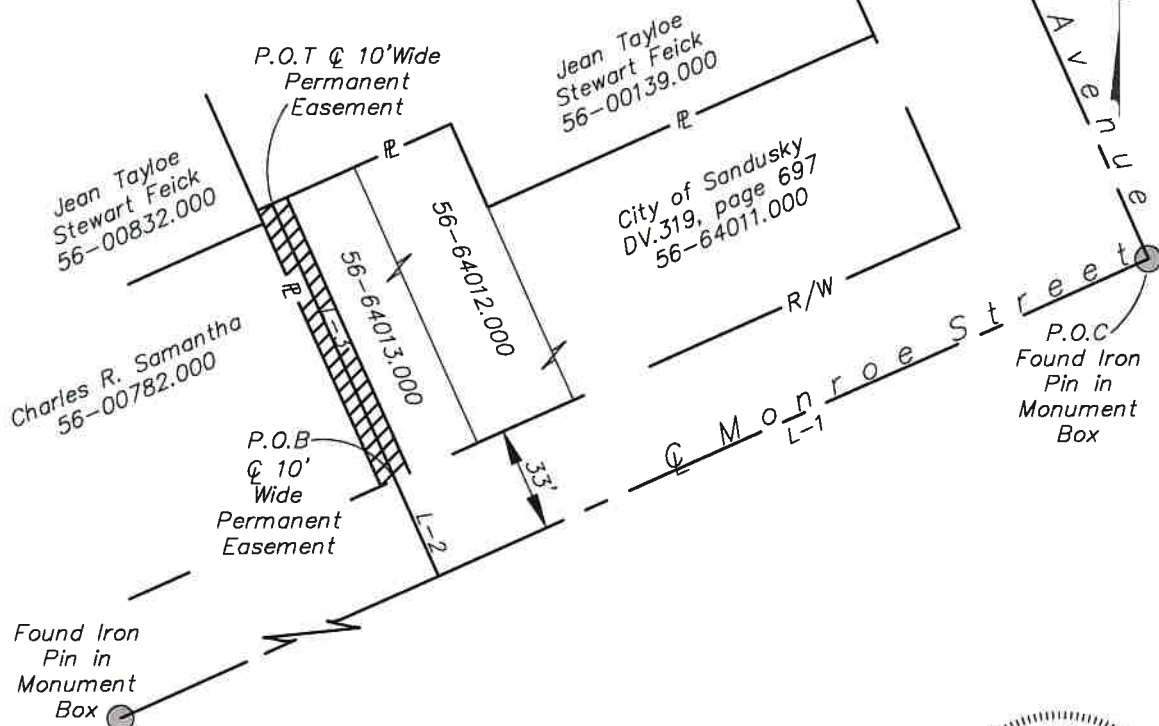 P.O.T ℄ 10' Wide
Permanent
Easement
Jean Tayloe
Stewart Feick
56-00139.000
Avenue
Jean Tayloe
Stewart Feick
56-00832.000
℄
℄
City of Sandusky
DV.319, page 697
56-64011.000
56-64012.000
56-64013.000
℄
L-3
Charles R. Samantha
56-00782.000
R/W
P.O.C
Found Iron
Pin in
Monument
Box
℄ Monroe Street
L-1
P.O.B
℄ 10'
Wide
Permanent
Easement
33'
L-2
Found Iron
Pin in
Monument
Box